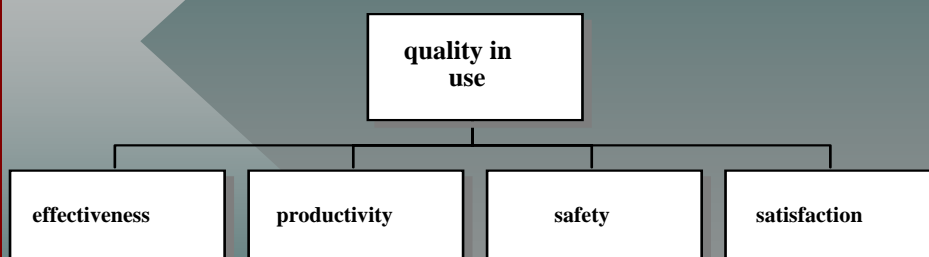 quality in
use
effectiveness
productivity
safety
satisfaction